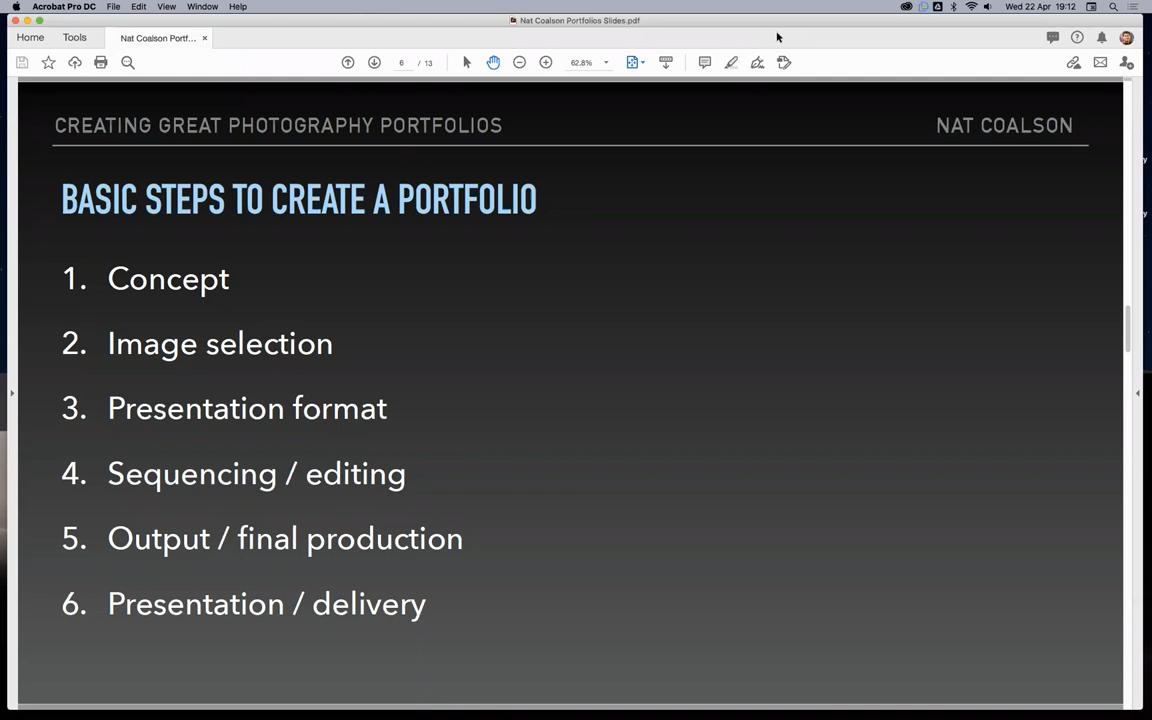 Acrobat Pro DC File Edit View Window Help Wed 22 Apr 19:12
Nat Coalson Portfolios Slides.pdf
Home Tools Nat Coalson Portf... ×
6 / 13 62.8%
CREATING GREAT PHOTOGRAPHY PORTFOLIOS NAT COALSON
BASIC STEPS TO CREATE A PORTFOLIO
1. Concept
2. Image selection
3. Presentation format
4. Sequencing / editing
5. Output / final production
6. Presentation / delivery